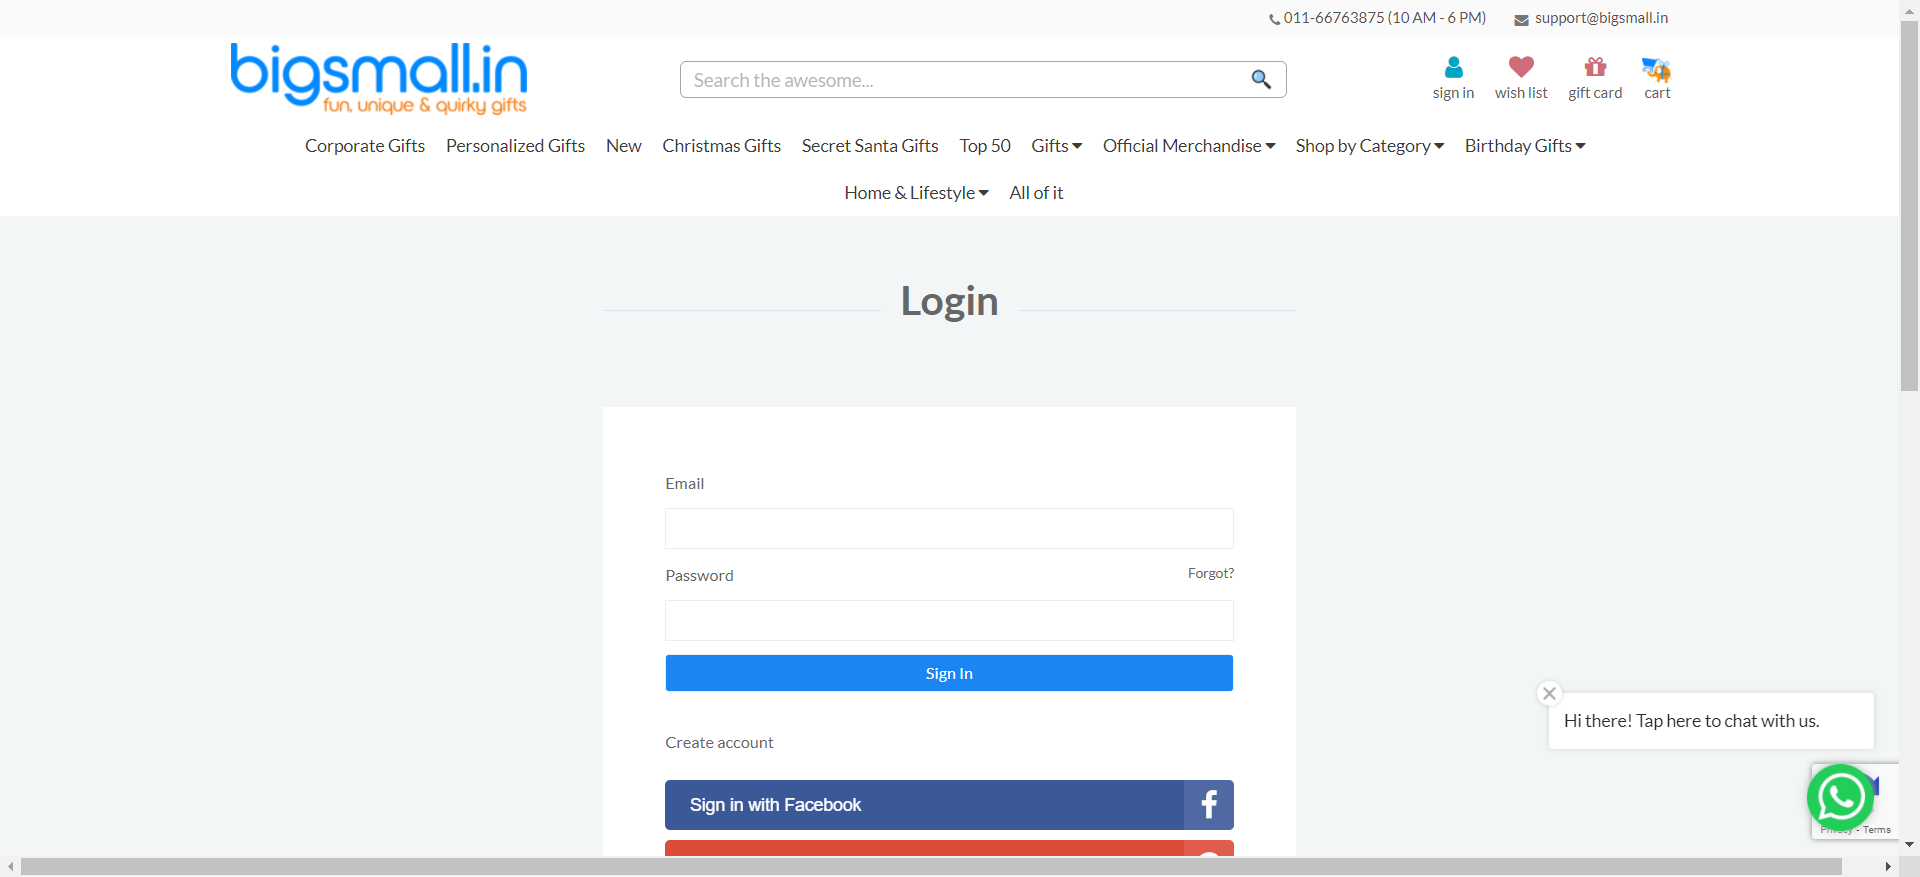 011-66763875 (10 AM - 6 PM) support@bigsmall.in
bigsmall.in
fun, unique & quirky gifts
Search the awesome...
sign in wish list gift card cart
Corporate Gifts Personalized Gifts New Christmas Gifts Secret Santa Gifts Top 50 Gifts Official Merchandise Shop by Category Birthday Gifts
Home & Lifestyle All of it
Login
Email
Password Forgot?
Sign In
Create account
Sign in with Facebook
Hi there! Tap here to chat with us.
Privacy - Terms